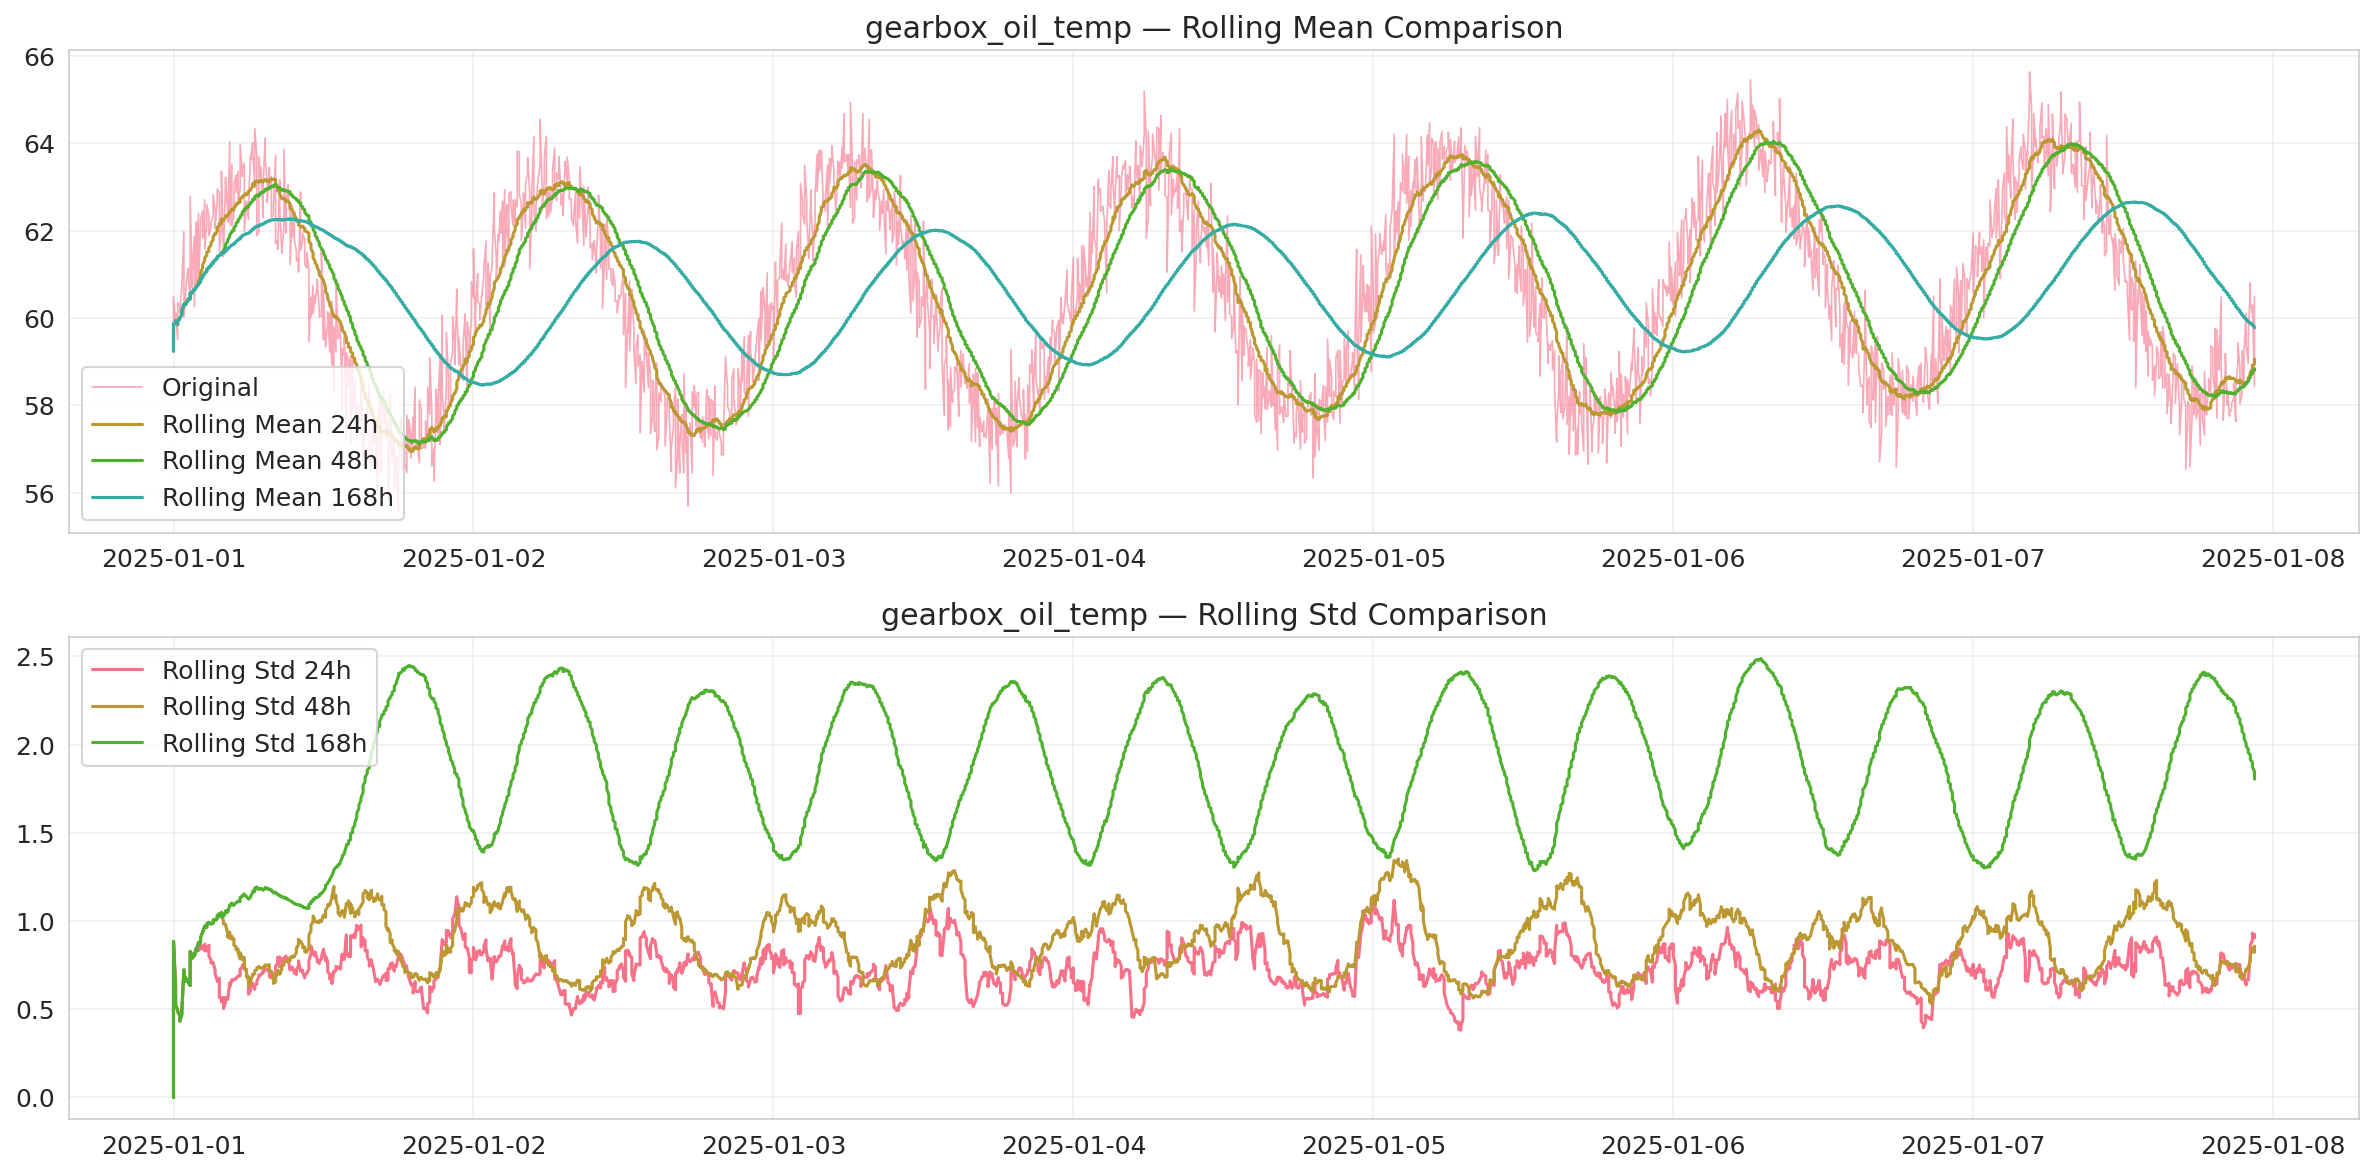 gearbox_oil_temp — Rolling Mean Comparison
66
64
62
60
58
56
Original
Rolling Mean 24h
Rolling Mean 48h
Rolling Mean 168h
2025-01-01 2025-01-02 2025-01-03 2025-01-04 2025-01-05 2025-01-06 2025-01-07 2025-01-08
gearbox_oil_temp — Rolling Std Comparison
2.5
2.0
1.5
1.0
0.5
0.0
Rolling Std 24h
Rolling Std 48h
Rolling Std 168h
2025-01-01 2025-01-02 2025-01-03 2025-01-04 2025-01-05 2025-01-06 2025-01-07 2025-01-08